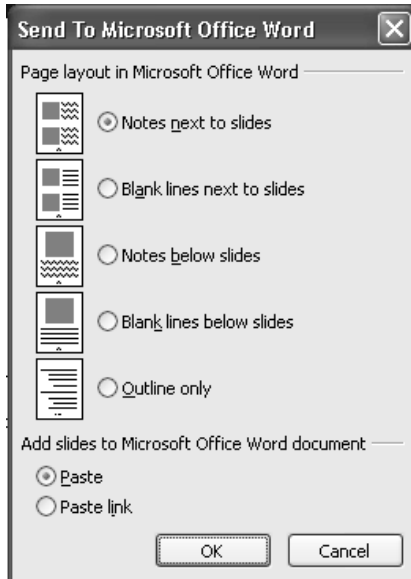 Send To Microsoft Office Word
Page layout in Microsoft Office Word
Notes next to slides
Blank lines next to slides
Notes below slides
Blank lines below slides
Outline only
Add slides to Microsoft Office Word document
Paste
Paste link
OK
Cancel